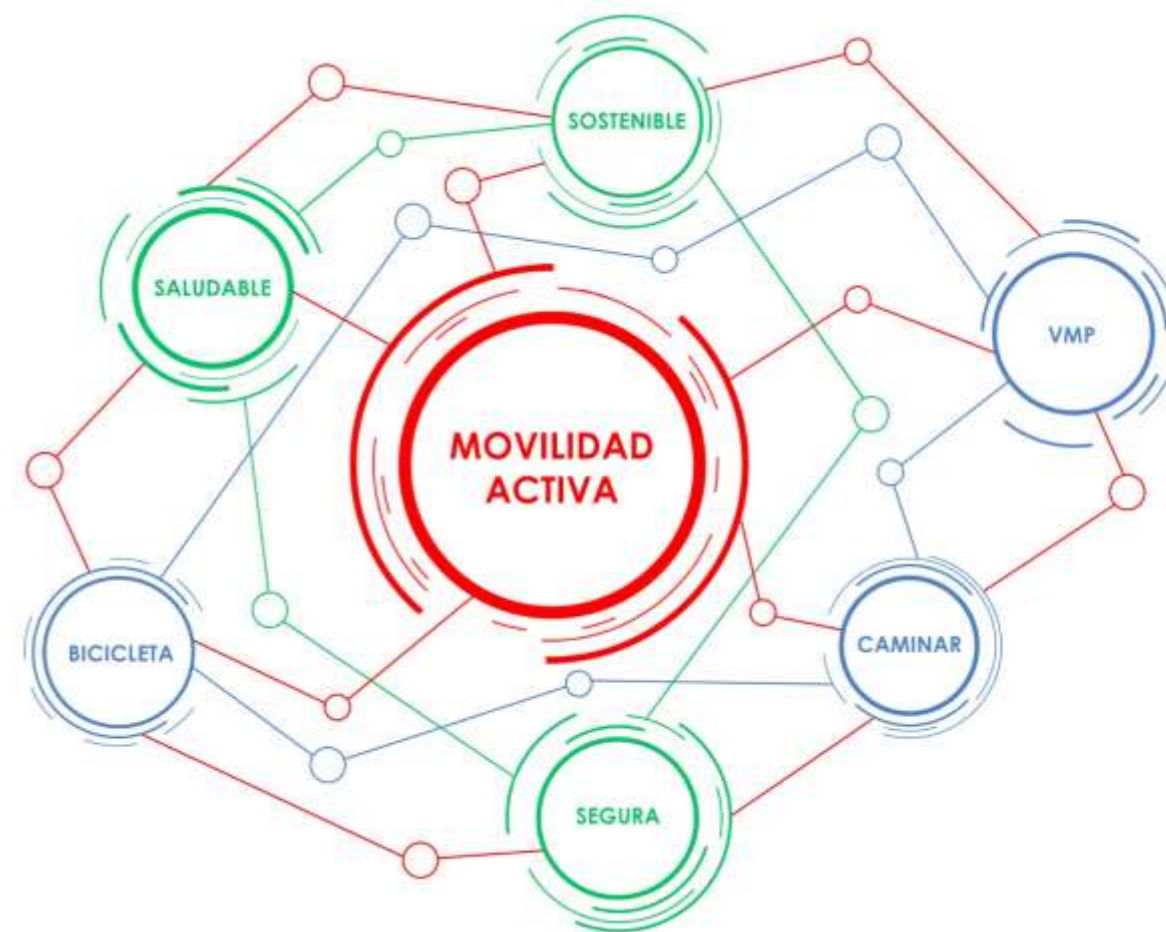 SOSTENIBLE
SALUDABLE
VMP
MOVILIDAD
ACTIVA
BICICLETA
CAMINAR
SEGURA